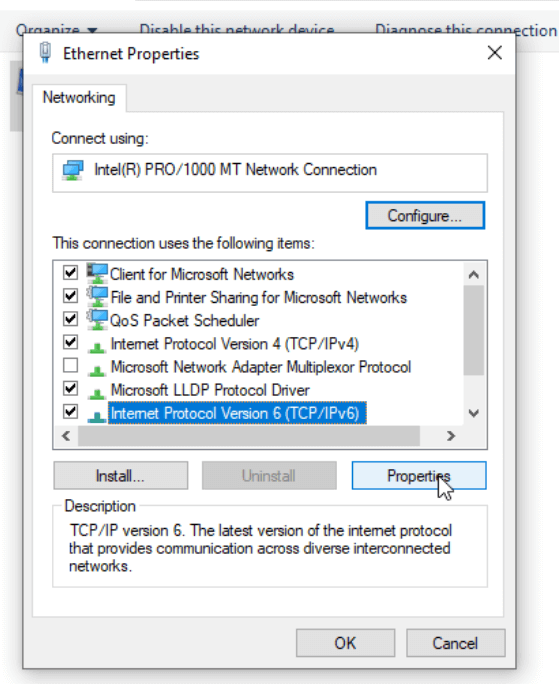 Organize Disable this network device Diagnose this connection
Ethernet Properties
Networking
Connect using:
Intel(R) PRO/1000 MT Network Connection
Configure...
This connection uses the following items:
Client for Microsoft Networks
File and Printer Sharing for Microsoft Networks
QoS Packet Scheduler
Internet Protocol Version 4 (TCP/IPv4)
Microsoft Network Adapter Multiplexor Protocol
Microsoft LLDP Protocol Driver
Internet Protocol Version 6 (TCP/IPv6)
Install... Uninstall Properties
Description
TCP/IP version 6. The latest version of the internet protocol
that provides communication across diverse interconnected
networks.
OK Cancel